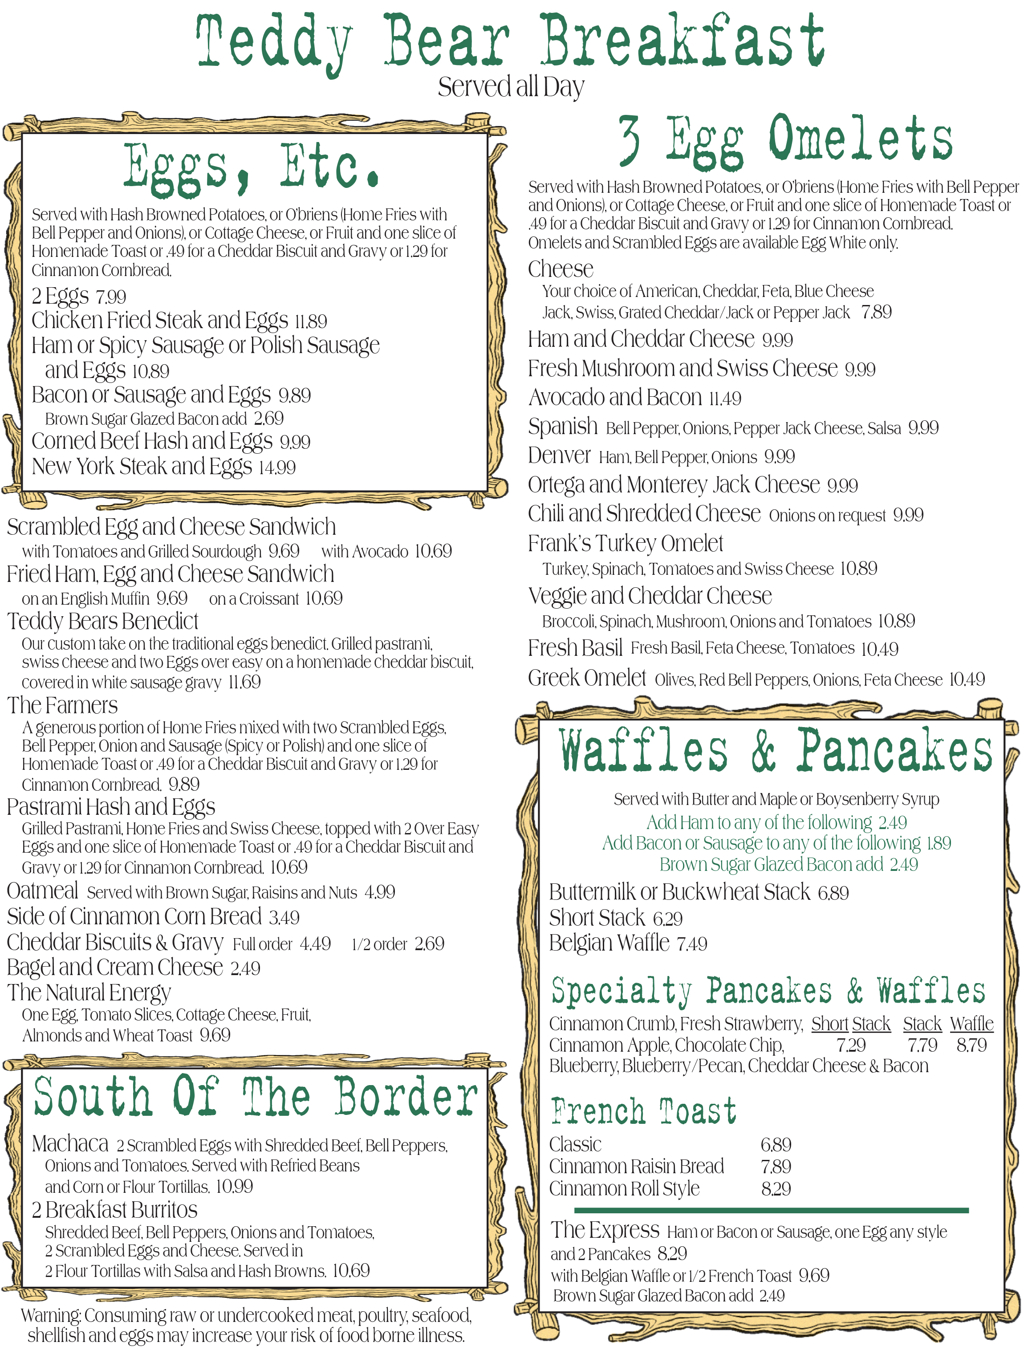 Teddy Bear Breakfast
Served all Day
Eggs, Etc.
Served with Hash Browned Potatoes, or O'briens (Home Fries with
Bell Pepper and Onions), or Cottage Cheese, or Fruit and one slice of
Homemade Toast or .49 for a Cheddar Biscuit and Gravy or 1.29 for
Cinnamon Cornbread.
2 Eggs 7.99
Chicken Fried Steak and Eggs 11.89
Ham or Spicy Sausage or Polish Sausage
and Eggs 10.89
Bacon or Sausage and Eggs 9.89
Brown Sugar Glazed Bacon add 2.69
Corned Beef Hash and Eggs 9.99
New York Steak and Eggs 14.99
Scrambled Egg and Cheese Sandwich
with Tomatoes and Grilled Sourdough 9.69 with Avocado 10.69
Fried Ham, Egg and Cheese Sandwich
on an English Muffin 9.69 on a Croissant 10.69
Teddy Bears Benedict
Our custom take on the traditional eggs benedict. Grilled pastrami,
swiss cheese and two Eggs over easy on a homemade cheddar biscuit,
covered in white sausage gravy 11.69
The Farmers
A generous portion of Home Fries mixed with two Scrambled Eggs,
Bell Pepper, Onion and Sausage (Spicy or Polish) and one slice of
Homemade Toast or .49 for a Cheddar Biscuit and Gravy or 1.29 for
Cinnamon Cornbread. 9.89
Pastrami Hash and Eggs
Grilled Pastrami, Home Fries and Swiss Cheese, topped with 2 Over Easy
Eggs and one slice of Homemade Toast or .49 for a Cheddar Biscuit and
Gravy or 1.29 for Cinnamon Cornbread. 10.69
Oatmeal Served with Brown Sugar, Raisins and Nuts 4.99
Side of Cinnamon Corn Bread 3.49
Cheddar Biscuits & Gravy Full order 4.49 1/2 order 2.69
Bagel and Cream Cheese 2.49
The Natural Energy
One Egg, Tomato Slices, Cottage Cheese, Fruit,
Almonds and Wheat Toast 9.69
South Of The Border
Machaca 2 Scrambled Eggs with Shredded Beef, Bell Peppers,
Onions and Tomatoes, Served with Refried Beans
and Corn or Flour Tortillas. 10.99
2 Breakfast Burritos
Shredded Beef, Bell Peppers, Onions and Tomatoes,
2 Scrambled Eggs and Cheese, Served in
2 Flour Tortillas with Salsa and Hash Browns. 10.69
Warning: Consuming raw or undercooked meat, poultry, seafood,
shellfish and eggs may increase your risk of food borne illness.
3 Egg Omelets
Served with Hash Browned Potatoes, or O'briens (Home Fries with Bell Pepper
and Onions), or Cottage Cheese, or Fruit and one slice of Homemade Toast or
.49 for a Cheddar Biscuit and Gravy or 1.29 for Cinnamon Cornbread.
Omelets and Scrambled Eggs are available Egg White only.
Cheese
Your choice of American, Cheddar, Feta, Blue Cheese
Jack, Swiss, Grated Cheddar/Jack or Pepper Jack 7.89
Ham and Cheddar Cheese 9.99
Fresh Mushroom and Swiss Cheese 9.99
Avocado and Bacon 11.49
Spanish Bell Pepper, Onions, Pepper Jack Cheese, Salsa 9.99
Denver Ham, Bell Pepper, Onions 9.99
Ortega and Monterey Jack Cheese 9.99
Chili and Shredded Cheese Onions on request 9.99
Frank's Turkey Omelet
Turkey, Spinach, Tomatoes and Swiss Cheese 10.89
Veggie and Cheddar Cheese
Broccoli, Spinach, Mushroom, Onions and Tomatoes 10.89
Fresh Basil Fresh Basil, Feta Cheese, Tomatoes 10.49
Greek Omelet Olives, Red Bell Peppers, Onions, Feta Cheese 10.49
Waffles & Pancakes
Served with Butter and Maple or Boysenberry Syrup
Add Ham to any of the following 2.49
Add Bacon or Sausage to any of the following 1.89
Brown Sugar Glazed Bacon add 2.49
Buttermilk or Buckwheat Stack 6.89
Short Stack 6.29
Belgian Waffle 7.49
Specialty Pancakes & Waffles
Cinnamon Crumb, Fresh Strawberry, Short Stack Stack Waffle
Cinnamon Apple, Chocolate Chip, 7.29 7.79 8.79
Blueberry, Blueberry/Pecan, Cheddar Cheese & Bacon
French Toast
Classic 6.89
Cinnamon Raisin Bread 7.89
Cinnamon Roll Style 8.29
The Express Ham or Bacon or Sausage, one Egg any style
and 2 Pancakes 8.29
with Belgian Waffle or 1/2 French Toast 9.69
Brown Sugar Glazed Bacon add 2.49